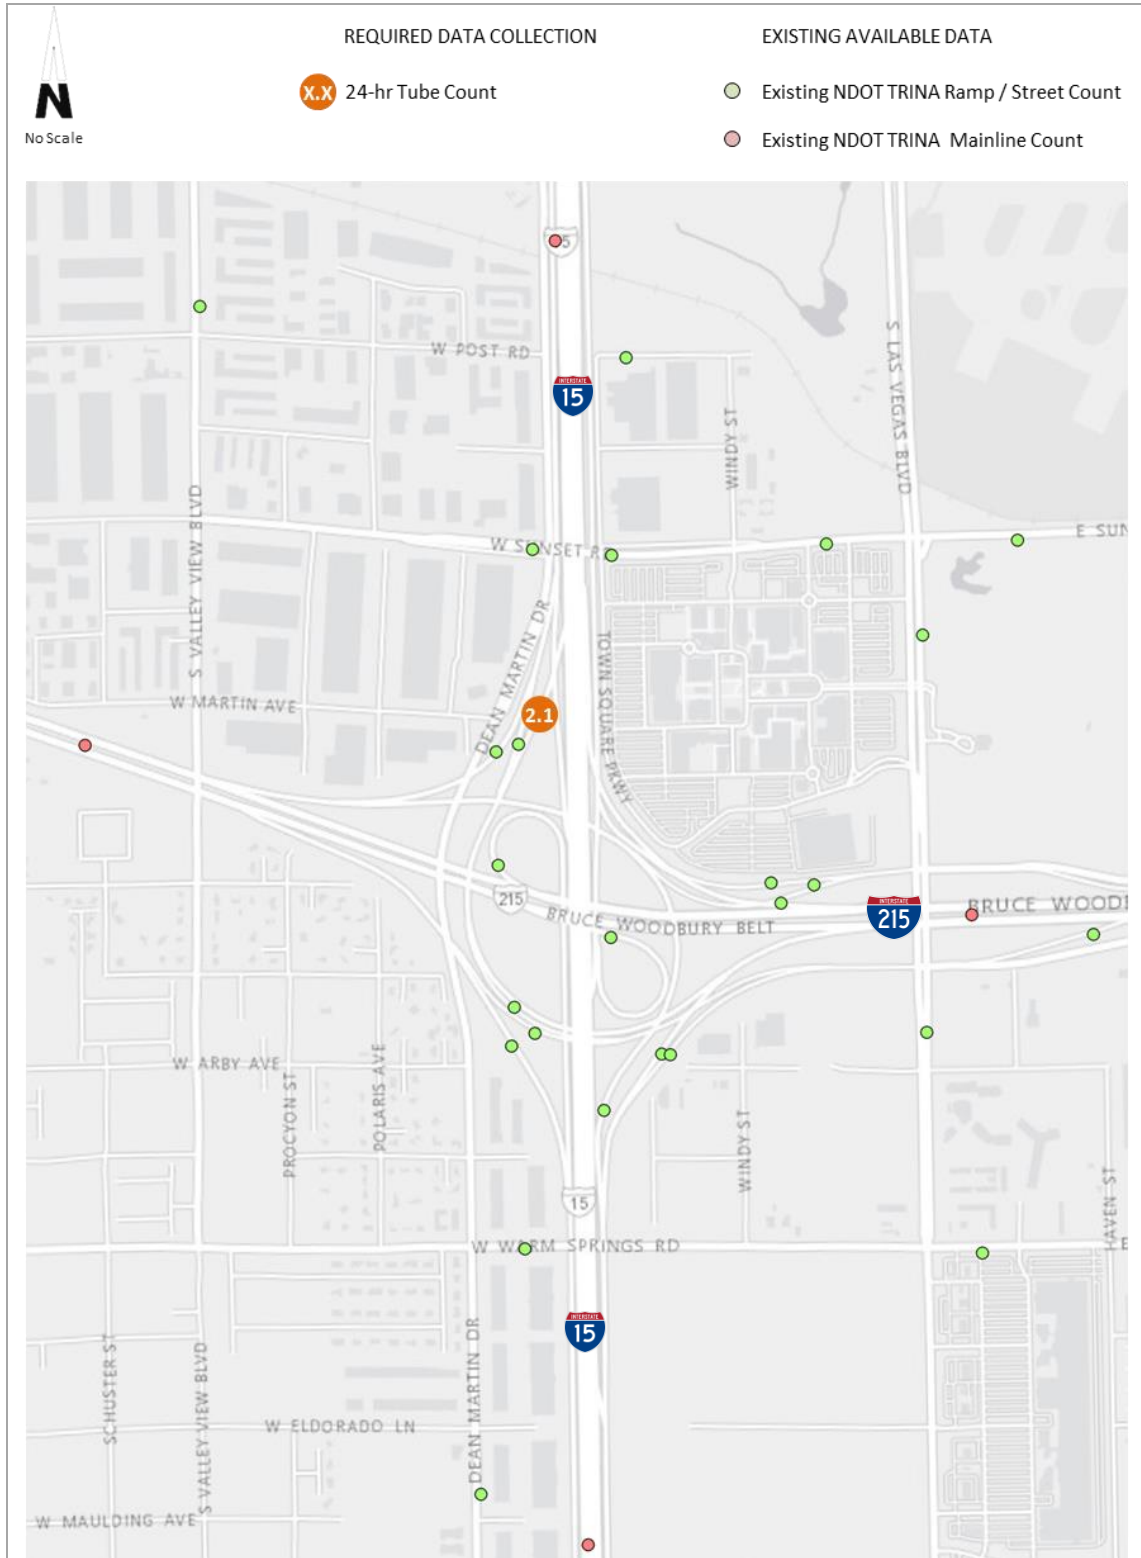 REQUIRED DATA COLLECTION
EXISTING AVAILABLE DATA
X.X 24-hr Tube Count
Existing NDOT TRINA Ramp / Street Count
Existing NDOT TRINA Mainline Count
N
No Scale
W POST RD
INTERSTATE
15
S LAS VEGAS BLVD
WINDY ST
S VALLEY VIEW BLVD
W SUNSET R
E SUN
DEAN MARTIN DR
TOWN SQUARE PKWY
W MARTIN AVE
2.1
215
BRUCE WOODBURY BELT
INTERSTATE
215
BRUCE WOODB
W ARBY AVE
PROCYON ST
POLARIS AVE
WINDY ST
HAVEN ST
15
W WARM SPRINGS RD
E
INTERSTATE
15
SCHUSTER ST
S VALLEY VIEW BLVD
DEAN MARTIN DR
W ELDORADO LN
W MAULDING AVE